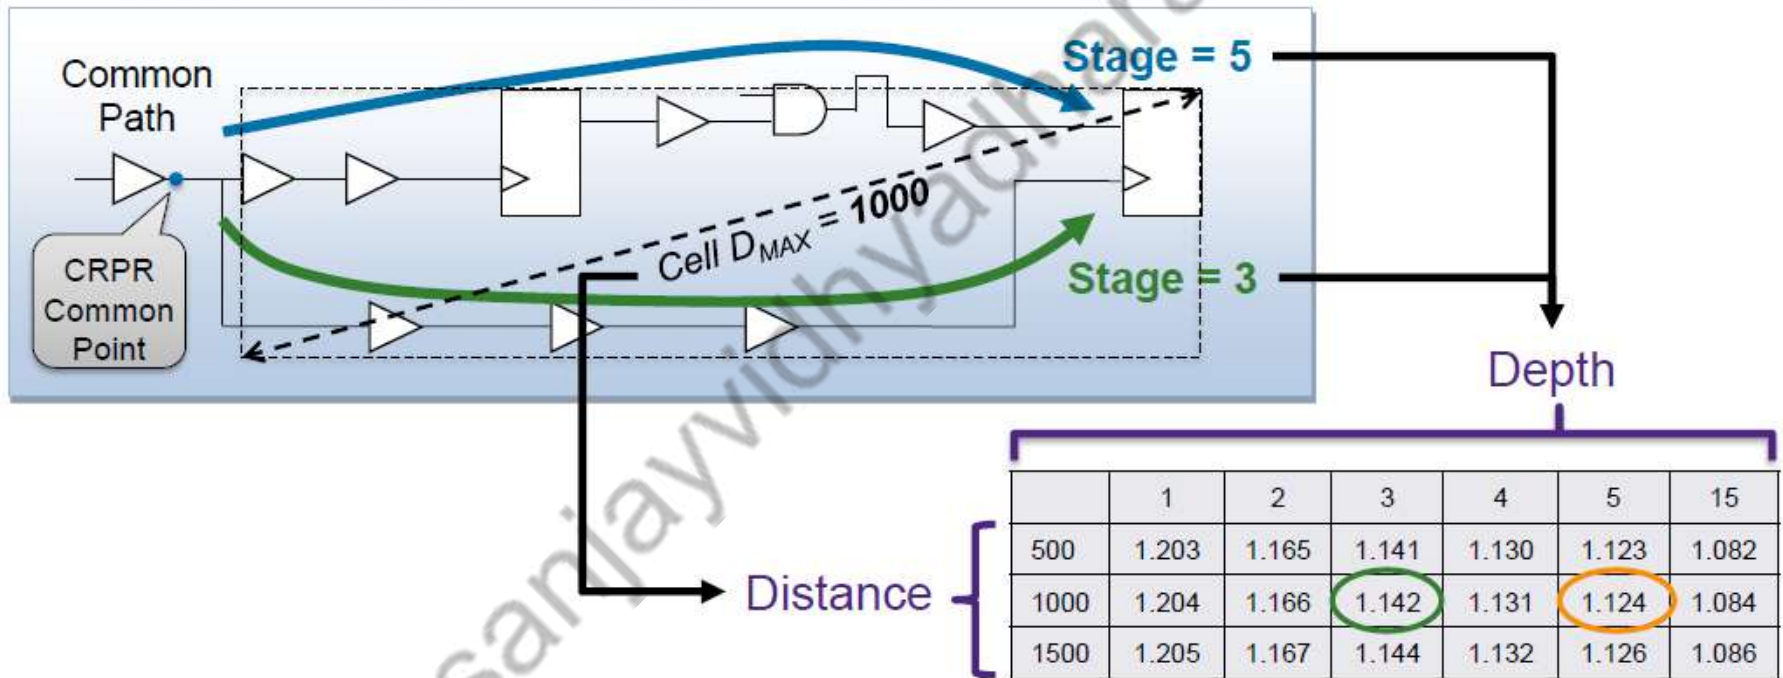 Common
Path
Stage = 5
Cell DMAX = 1000
CRPR
Common
Point
Stage = 3
Depth
Distance
1 2 3 4 5 15
500 1.203 1.165 1.141 1.130 1.123 1.082
1000 1.204 1.166 1.142 1.131 1.124 1.084
1500 1.205 1.167 1.144 1.132 1.126 1.086
sanjayvidhyadhara